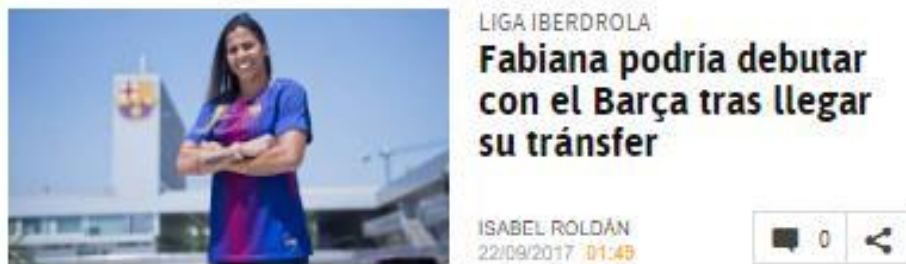 LIGA IBERDROLA
Fabiana podría debutar
con el Barça tras llegar
su tránsfer
ISABEL ROLDÁN
22/09/2017 01:49
0